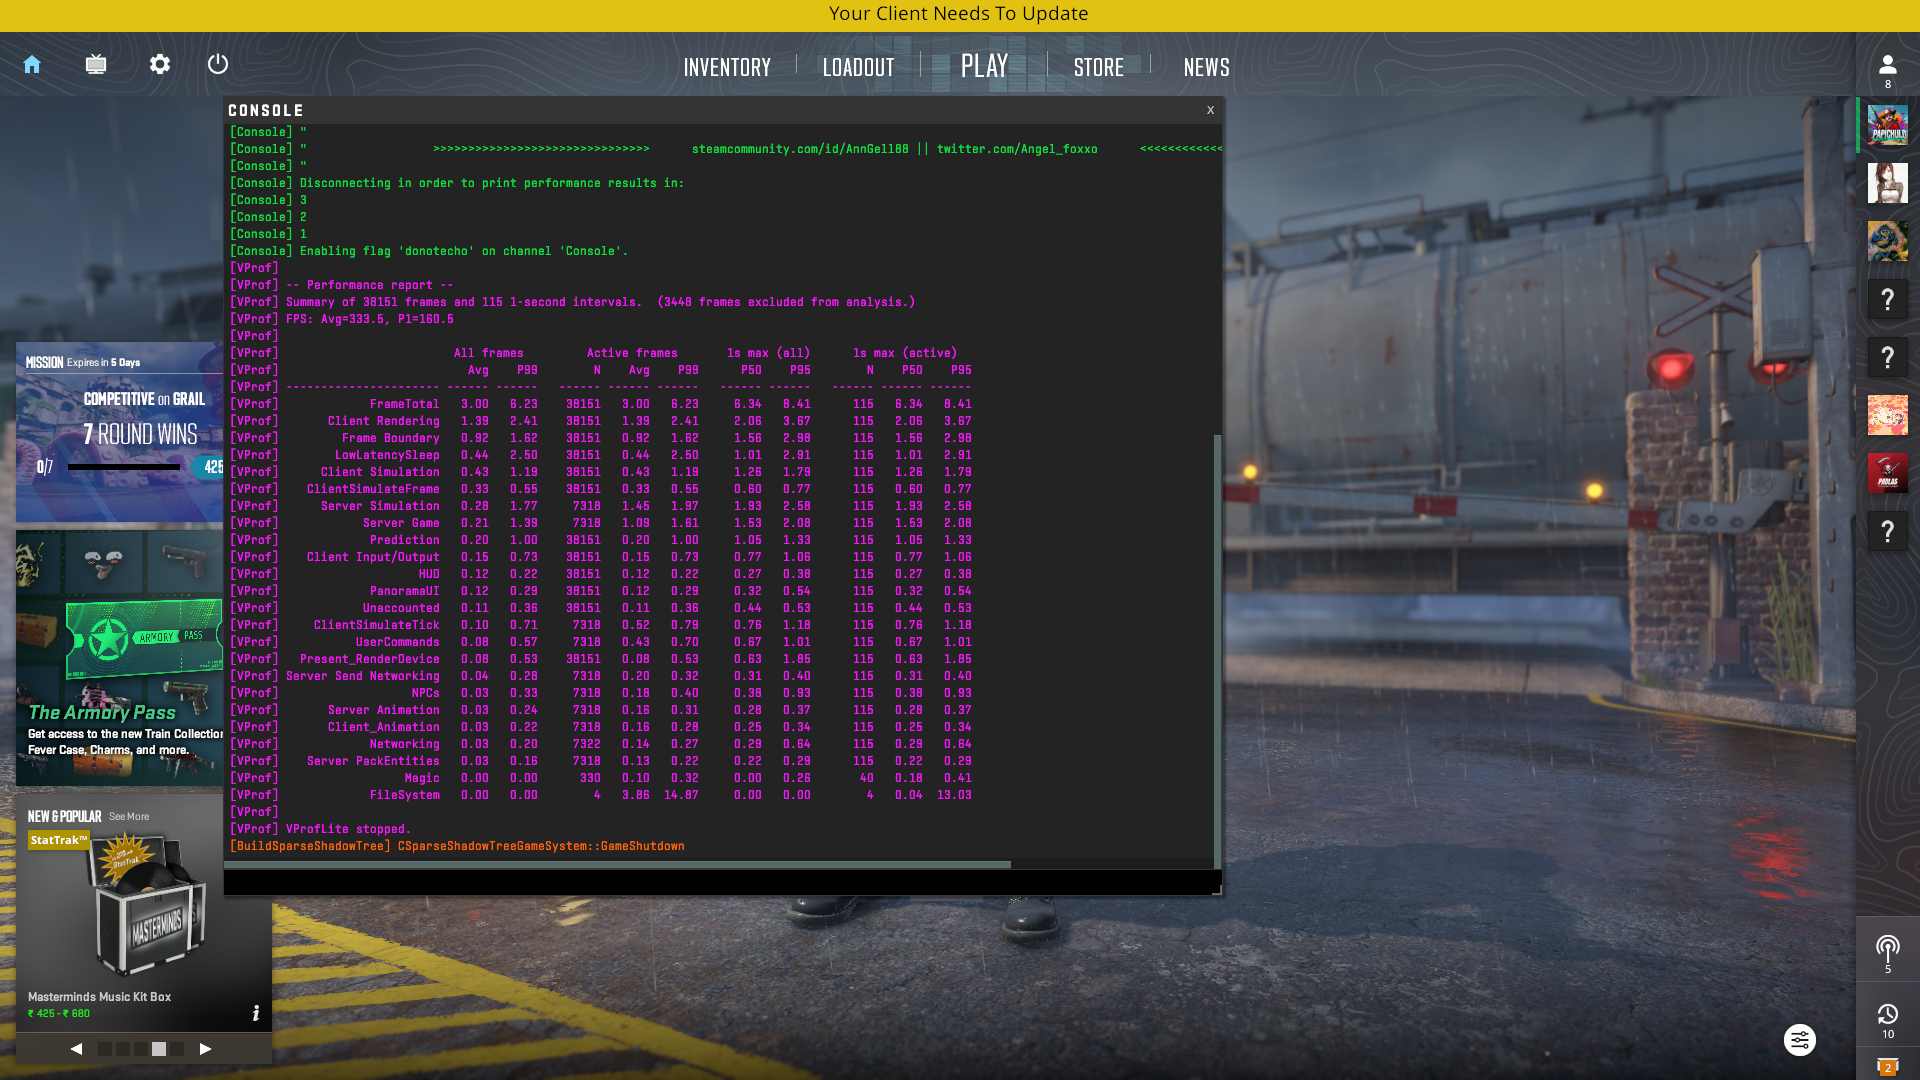 Your Client Needs To Update
INVENTORY LOADOUT PLAY STORE NEWS
8
CONSOLE X
[Console] "
[Console] " >>>>>>>>>>>>>>>>>>>>>>>>>>>>>>> steamcommunity.com/id/AnnGell88 || twitter.com/Angel_foxxo <<<<<<<<<<<<
[Console] "
[Console] Disconnecting in order to print performance results in:
[Console] 3
[Console] 2
[Console] 1
[Console] Enabling flag 'donotecho' on channel 'Console'.
[VProf]
[VProf] -- Performance report --
[VProf] Summary of 38151 frames and 115 1-second intervals. (3448 frames excluded from analysis.)
[VProf] FPS: Avg=333.5, P1=160.5
[VProf]
[VProf] All frames Active frames 1s max (all) 1s max (active)
[VProf] Avg P99 N Avg P99 P50 P95 N P50 P95
[VProf] ---------------------- ------ ------ ------ ------ ------ ------ ------ ------ ------ ------
[VProf] FrameTotal 3.00 6.23 38151 3.00 6.23 6.34 8.41 115 6.34 8.41
[VProf] Client Rendering 1.39 2.41 38151 1.39 2.41 2.06 3.67 115 2.06 3.67
[VProf] Frame Boundary 0.92 1.62 38151 0.92 1.62 1.56 2.98 115 1.56 2.98
[VProf] LowLatencySleep 0.44 2.50 38151 0.44 2.50 1.01 2.91 115 1.01 2.91
[VProf] Client Simulation 0.43 1.19 38151 0.43 1.19 1.26 1.79 115 1.26 1.79
[VProf] ClientSimulateFrame 0.33 0.55 38151 0.33 0.55 0.60 0.77 115 0.60 0.77
[VProf] Server Simulation 0.28 1.77 7318 1.45 1.97 1.93 2.58 115 1.93 2.58
[VProf] Server Game 0.21 1.39 7318 1.09 1.61 1.53 2.08 115 1.53 2.08
[VProf] Prediction 0.20 1.00 38151 0.20 1.00 1.05 1.33 115 1.05 1.33
[VProf] Client Input/Output 0.15 0.73 38151 0.15 0.73 0.77 1.06 115 0.77 1.06
[VProf] HUD 0.12 0.22 38151 0.12 0.22 0.27 0.38 115 0.27 0.38
[VProf] PanoramaUI 0.12 0.29 38151 0.12 0.29 0.32 0.54 115 0.32 0.54
[VProf] Unaccounted 0.11 0.36 38151 0.11 0.36 0.44 0.53 115 0.44 0.53
[VProf] ClientSimulateTick 0.10 0.71 7318 0.52 0.79 0.76 1.18 115 0.76 1.18
[VProf] UserCommands 0.08 0.57 7318 0.43 0.70 0.67 1.01 115 0.67 1.01
[VProf] Present_RenderDevice 0.08 0.53 38151 0.08 0.53 0.63 1.85 115 0.63 1.85
[VProf] Server Send Networking 0.04 0.28 7318 0.20 0.32 0.31 0.40 115 0.31 0.40
[VProf] NPCs 0.03 0.33 7318 0.18 0.40 0.38 0.93 115 0.38 0.93
[VProf] Server Animation 0.03 0.24 7318 0.16 0.31 0.28 0.37 115 0.28 0.37
[VProf] Client_Animation 0.03 0.22 7318 0.16 0.28 0.25 0.34 115 0.25 0.34
[VProf] Networking 0.03 0.20 7322 0.14 0.27 0.29 0.64 115 0.29 0.64
[VProf] Server PackEntities 0.03 0.16 7318 0.13 0.22 0.22 0.29 115 0.22 0.29
[VProf] Magic 0.00 0.00 330 0.10 0.32 0.00 0.26 40 0.18 0.41
[VProf] FileSystem 0.00 0.00 4 3.86 14.87 0.00 0.00 4 0.04 13.03
[VProf]
[VProf] VProfLite stopped.
[BuildSparseShadowTree] CSparseShadowTreeGameSystem::GameShutdown
MISSION Expires in 5 Days
COMPETITIVE on GRAIL
7 ROUND WINS
0/7 425
ARMORY PASS
The Armory Pass
Get access to the new Train Collection
Fever Case, Charms, and more.
NEW & POPULAR See More
StatTrak™
StatTrak
MASTERMINDS
Masterminds Music Kit Box
₹ 425 - ₹ 680
i
PAPICHULO
?
?
PADLAS
?
5
10
2